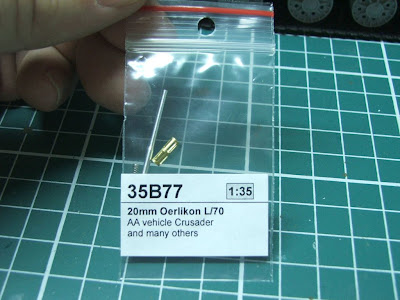 35B77 1:35
20mm Oerlikon L/70
AA vehicle Crusader
and many others